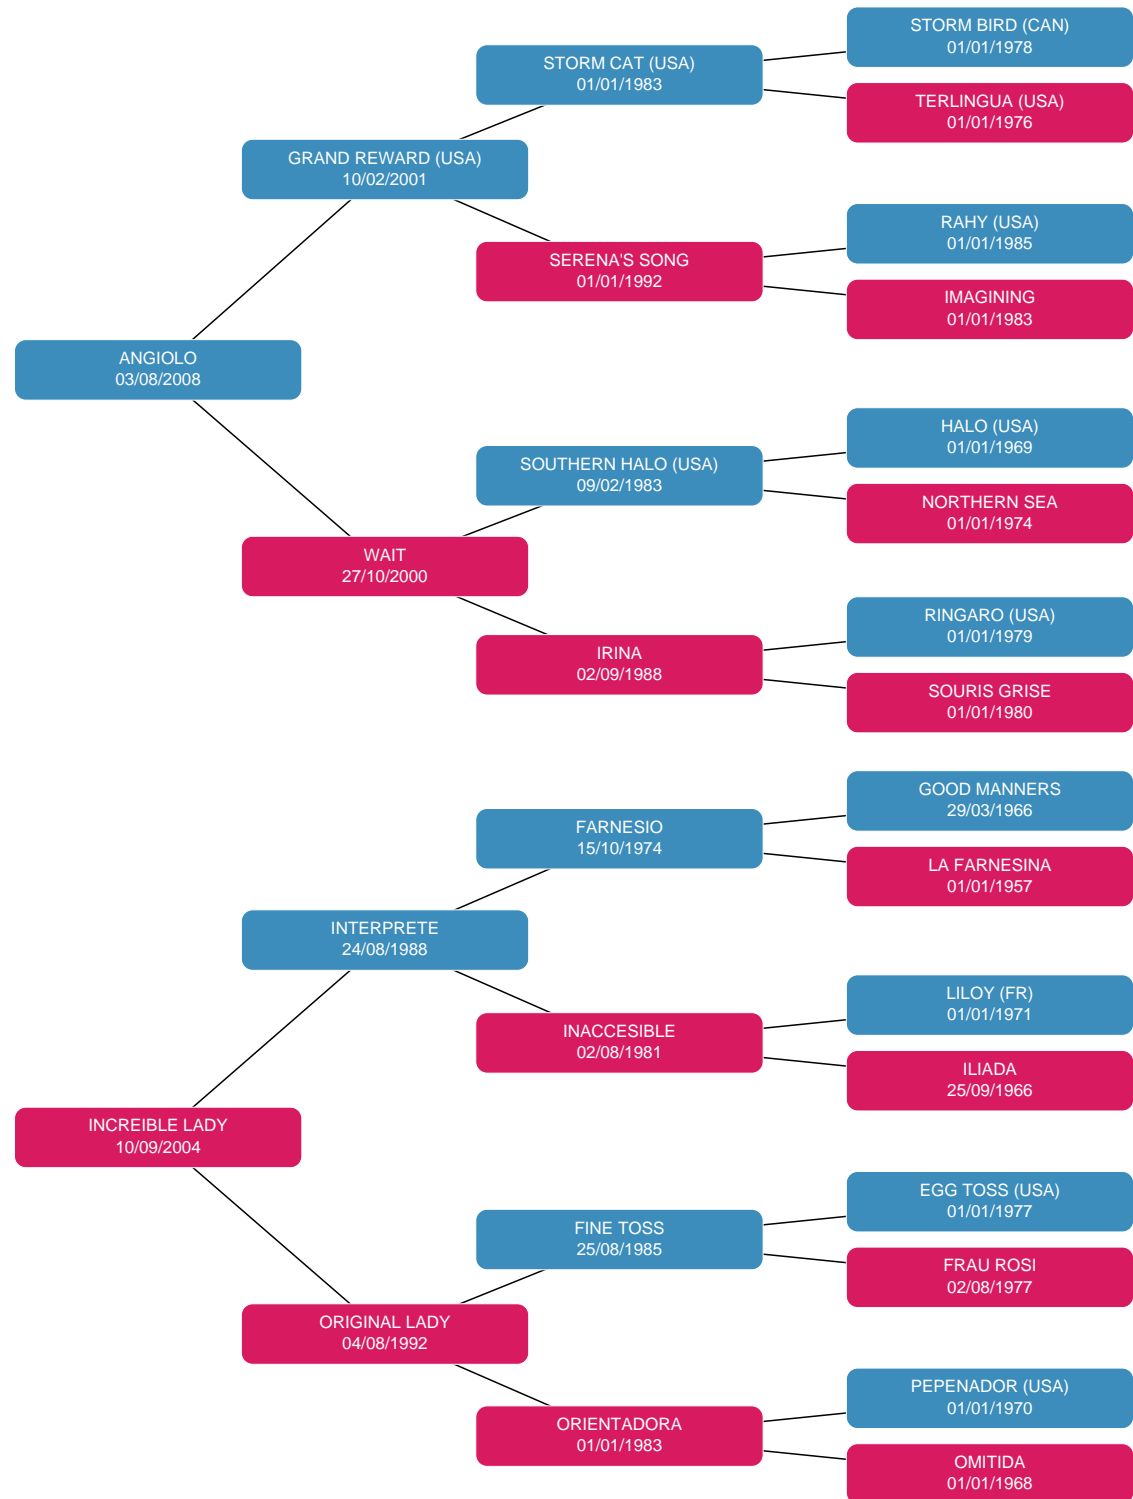 STORM BIRD (CAN)
01/01/1978
STORM CAT (USA)
01/01/1983
TERLINGUA (USA)
01/01/1976
GRAND REWARD (USA)
10/02/2001
RAHY (USA)
01/01/1985
SERENA'S SONG
01/01/1992
IMAGINING
01/01/1983
ANGIOLO
03/08/2008
HALO (USA)
01/01/1969
SOUTHERN HALO (USA)
09/02/1983
NORTHERN SEA
01/01/1974
WAIT
27/10/2000
RINGARO (USA)
01/01/1979
IRINA
02/09/1988
SOURIS GRISE
01/01/1980
GOOD MANNERS
29/03/1966
FARNESIO
15/10/1974
LA FARNESINA
01/01/1957
INTERPRETE
24/08/1988
LILOY (FR)
01/01/1971
INACCESIBLE
02/08/1981
ILIADA
25/09/1966
INCREIBLE LADY
10/09/2004
EGG TOSS (USA)
01/01/1977
FINE TOSS
25/08/1985
FRAU ROSI
02/08/1977
ORIGINAL LADY
04/08/1992
PEPENADOR (USA)
01/01/1970
ORIENTADORA
01/01/1983
OMITIDA
01/01/1968